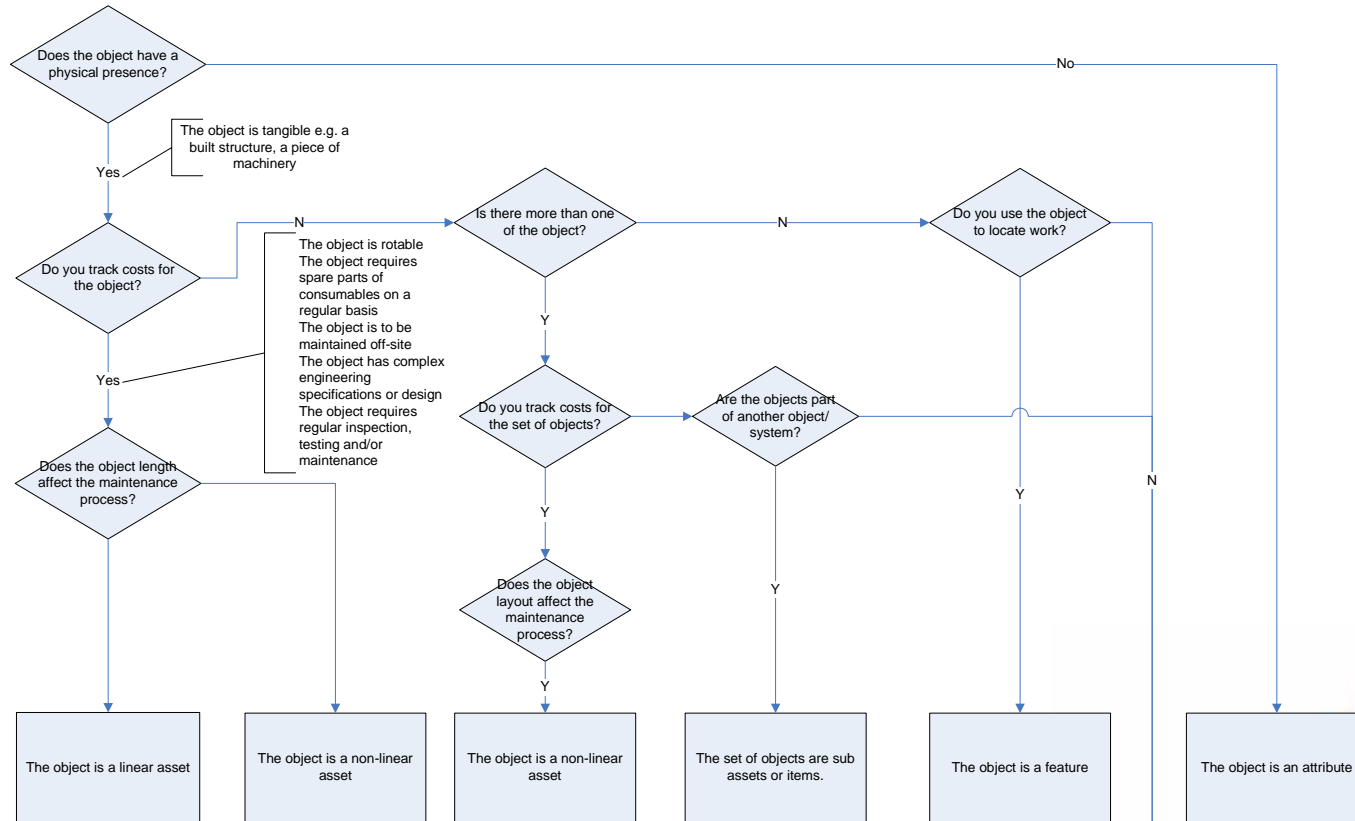 Does the object have a
physical presence?
No
The object is tangible e.g. a
built structure, a piece of
machinery
Yes
Is there more than one
of the object?
Do you use the object
to locate work?
N
N
Do you track costs for
the object?
The object is rotable
The object requires
spare parts of
consumables on a
regular basis
The object is to be
maintained off-site
The object has complex
engineering
specifications or design
The object requires
regular inspection,
testing and/or
maintenance
Y
Yes
Do you track costs for
the set of objects?
Are the objects part
of another object/
system?
Does the object length
affect the maintenance
process?
N
Y
Y
Does the object
layout affect the
maintenance
process?
Y
Y
The object is a linear asset
The object is a non-linear
asset
The object is a non-linear
asset
The set of objects are sub
assets or items.
The object is a feature
The object is an attribute